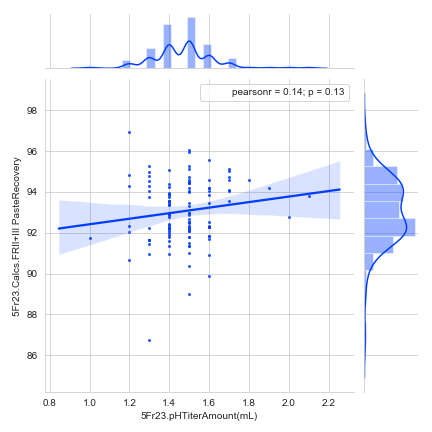 pearsonr = 0.14; p = 0.13
98
96
94
92
90
88
86
5Fr23.Calcs.FRII+III PasteRecovery
0.8 1.0 1.2 1.4 1.6 1.8 2.0 2.2
5Fr23.pHTiterAmount(mL)